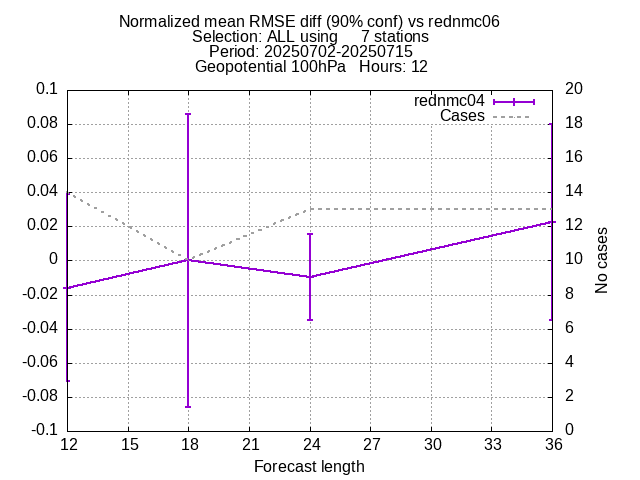 Normalized mean RMSE diff (90% conf) vs rednmc06
Selection: ALL using     7 stations
Period: 20250702-20250715
Geopotential 100hPa   Hours: 12
rednmc04
Cases
0.1
0.08
0.06
0.04
0.02
0
-0.02
-0.04
-0.06
-0.08
-0.1
20
18
16
14
12
10
8
6
4
2
0
No cases
12 15 18 21 24 27 30 33 36
Forecast length